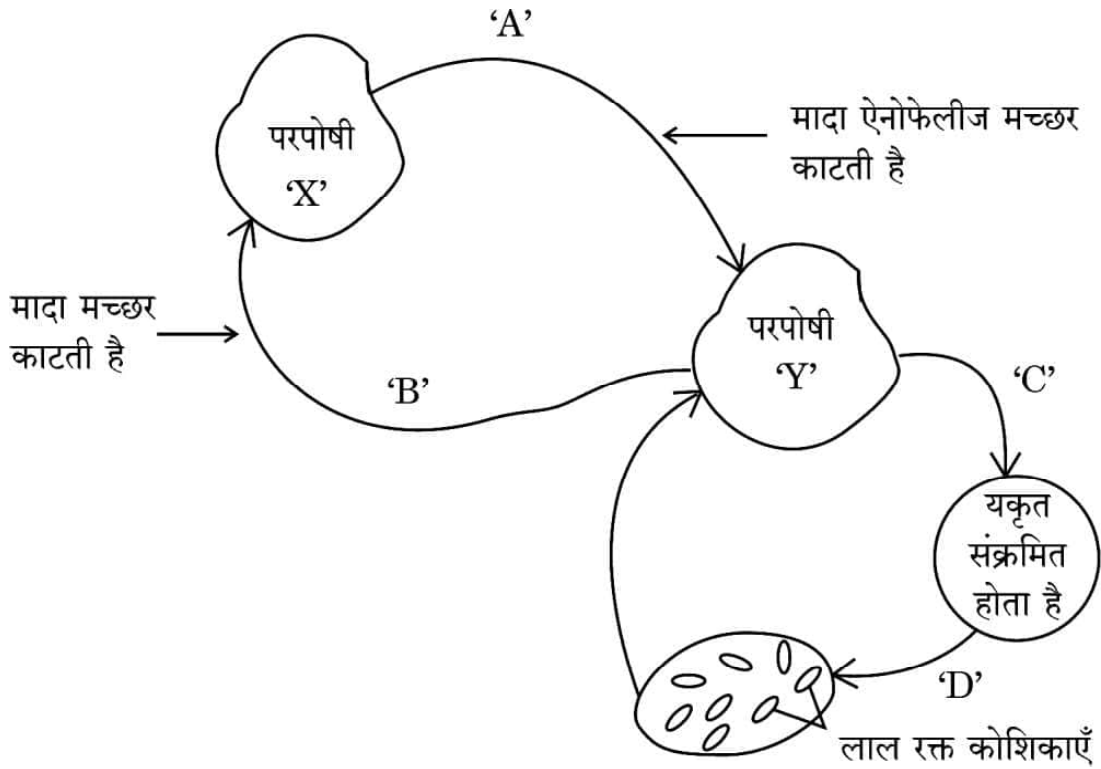 ‘A’
परपोषी
‘X’
मादा ऐनोफेलीज मच्छर
काटती है
मादा मच्छर
काटती है
‘B’
परपोषी
‘Y’
‘C’
यकृत
संक्रमित
होता है
‘D’
लाल रक्त कोशिकाएँ